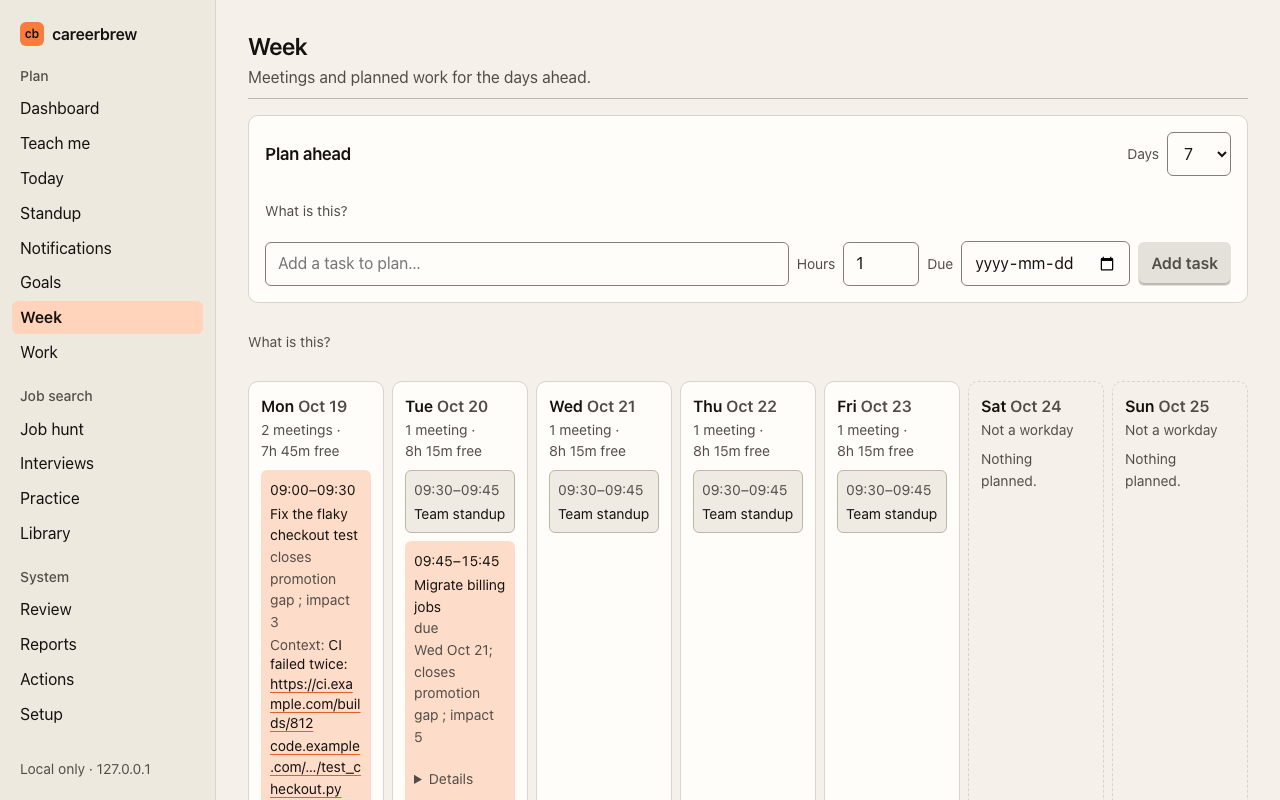 cb careerbrew
Plan
Dashboard
Teach me
Today
Standup
Notifications
Goals
Week
Work
Job search
Job hunt
Interviews
Practice
Library
System
Review
Reports
Actions
Setup
Local only · 127.0.0.1
Week
Meetings and planned work for the days ahead.
Plan ahead
Days 7
What is this?
Add a task to plan...
Hours 1
Due yyyy-mm-dd
Add task
What is this?
Mon Oct 19
2 meetings ·
7h 45m free
09:00–09:30
Fix the flaky
checkout test
closes
promotion
gap ; impact
3
Context: CI
failed twice:
https://ci.exa
mple.com/buil
ds/812
code.example
.com/.../test_c
heckout.py
Tue Oct 20
1 meeting ·
8h 15m free
09:30–09:45
Team standup
09:45–15:45
Migrate billing
jobs
due
Wed Oct 21;
closes
promotion
gap ; impact
5
Details
Wed Oct 21
1 meeting ·
8h 15m free
09:30–09:45
Team standup
Thu Oct 22
1 meeting ·
8h 15m free
09:30–09:45
Team standup
Fri Oct 23
1 meeting ·
8h 15m free
09:30–09:45
Team standup
Sat Oct 24
Not a workday
Nothing
planned.
Sun Oct 25
Not a workday
Nothing
planned.